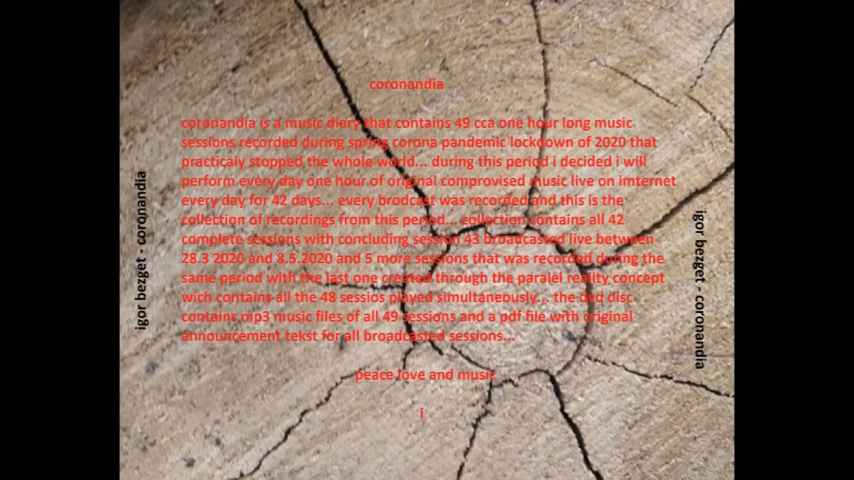 coronandia
coronandia is a music diary that contains 49 cca one hour long music
sessions recorded during spring corona pandemic lockdown of 2020 that
practicaly stopped the whole world... during this period i decided i will
perform every day one hour of original comprovised music live on imternet
every day for 42 days... every brodcast was recorded and this is the
collection of recordings from this period... collection contains all 42
complete sessions with concluding session 43 broadcasted live between
28.3 2020 and 8.5.2020 and 5 more sessions that was recorded during the
same period with the last one created through the paralel reality concept
wich contains all the 48 sessios played simultaneously... the dvd disc
contains mp3 music files of all 49 sessions and a pdf file with original
announcement tekst for all broadcasted sessions...
peace love and music
i
igor bezget - coronandia
igor bezget - coronandia